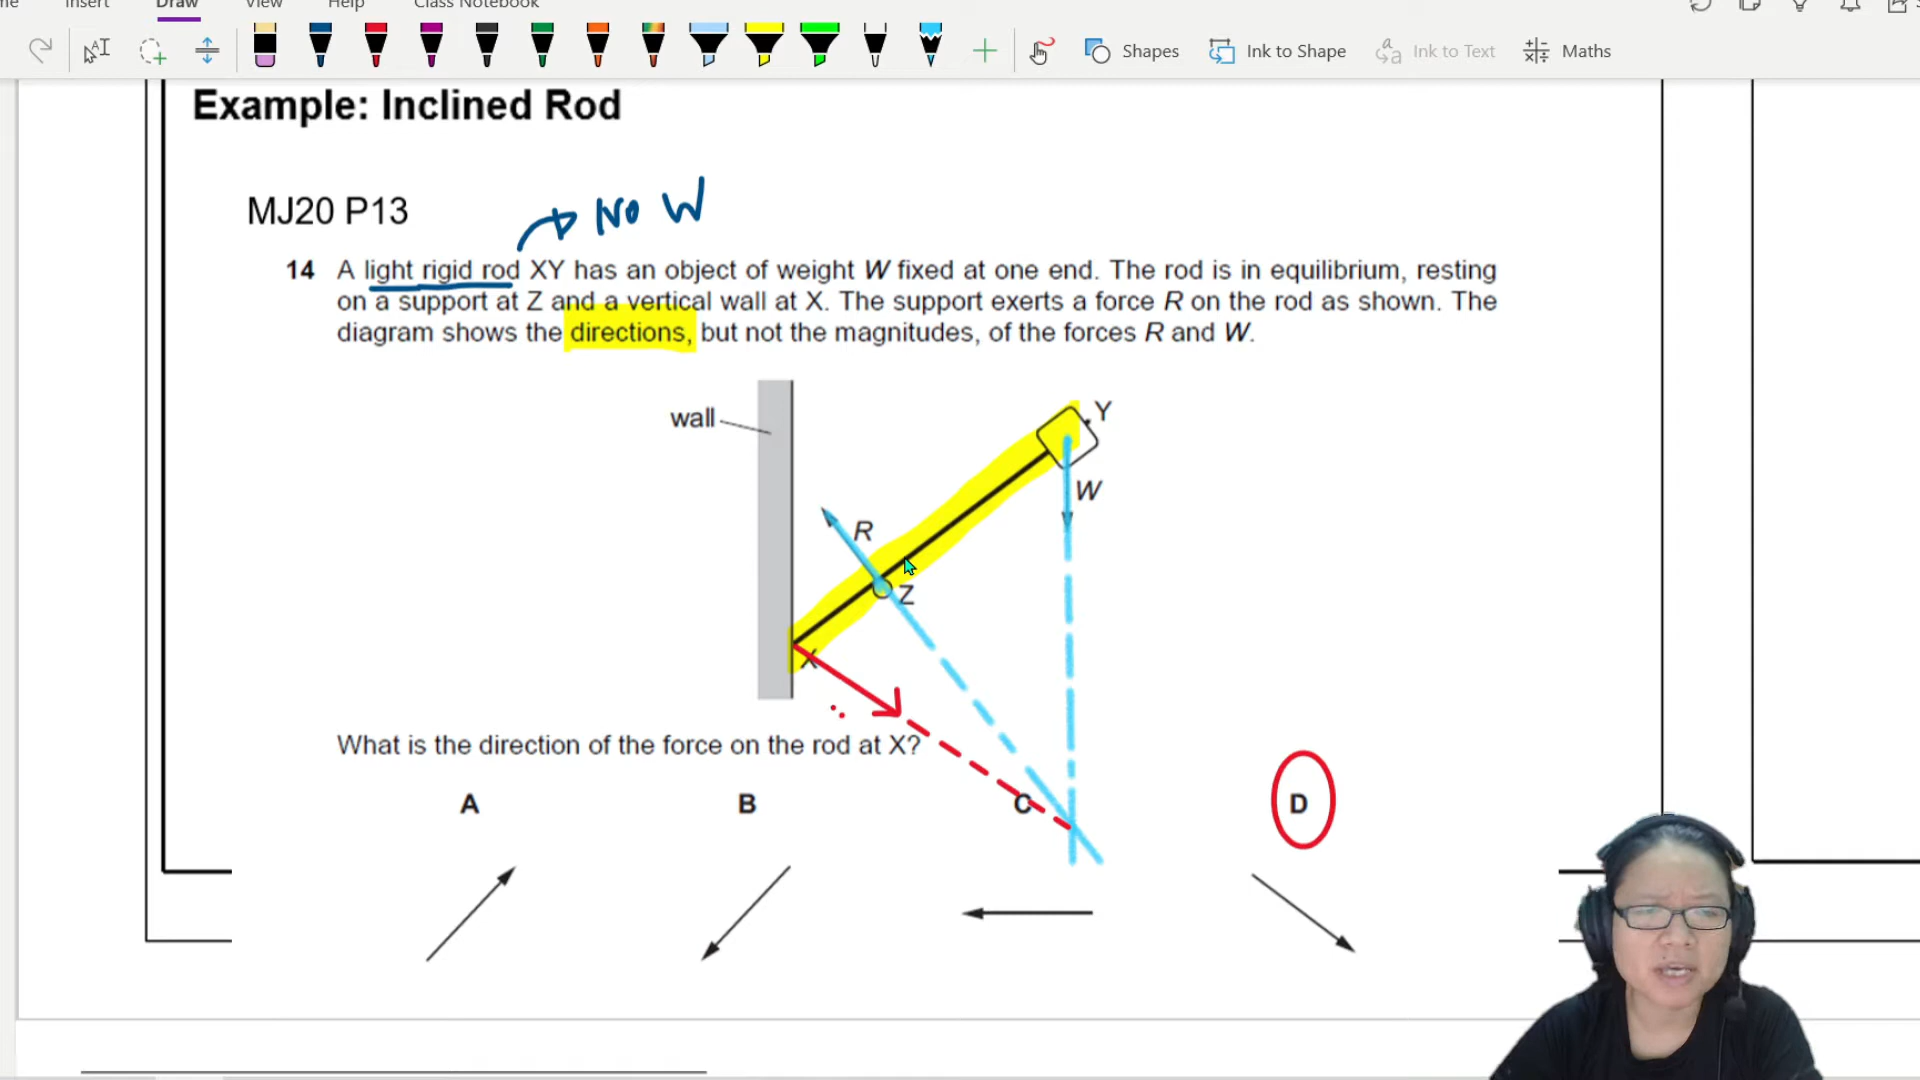 Insert Draw View Help Class Notebook
Shapes Ink to Shape Ink to Text Maths
Example: Inclined Rod
MJ20 P13
No W
14 A light rigid rod XY has an object of weight W fixed at one end. The rod is in equilibrium, resting
on a support at Z and a vertical wall at X. The support exerts a force R on the rod as shown. The
diagram shows the directions, but not the magnitudes, of the forces R and W.
wall
Y
W
R
Z
X
What is the direction of the force on the rod at X?
A B C D